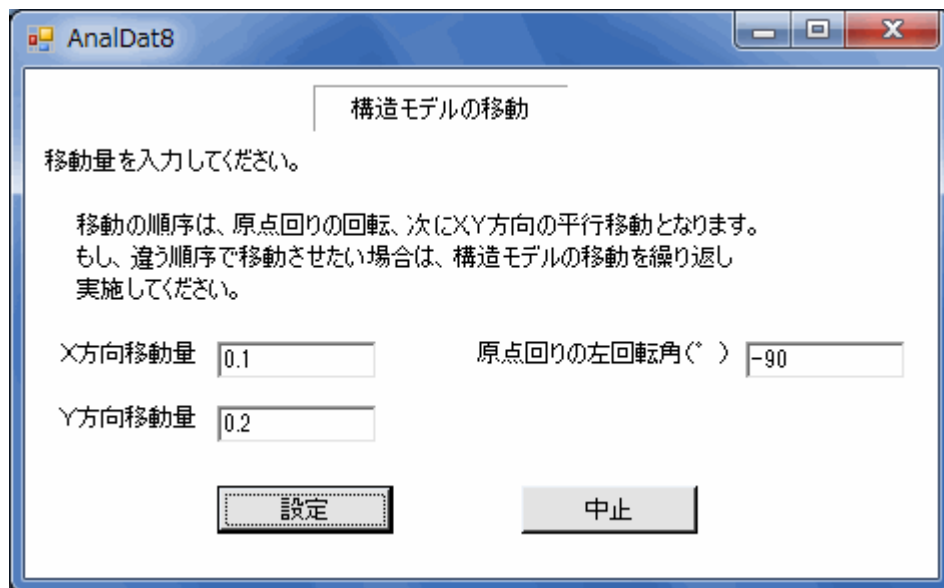 AnalDat8
構造モデルの移動
移動量を入力してください。
移動の順序は、原点回りの回転、次にXY方向の平行移動となります。
もし、違う順序で移動させたい場合は、構造モデルの移動を繰り返し
実施してください。
X方向移動量 0.1 原点回りの左回転角(゜) -90
Y方向移動量 0.2
設定 中止